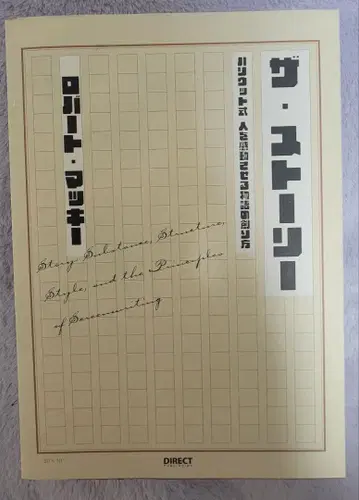 ザ・ストーリー
ハリウッド式 人を感動させる物語の創り方
ロバート・マッキー
Story: Substance, Structure,
Style, and the Principles
of Screenwriting
DIRECT